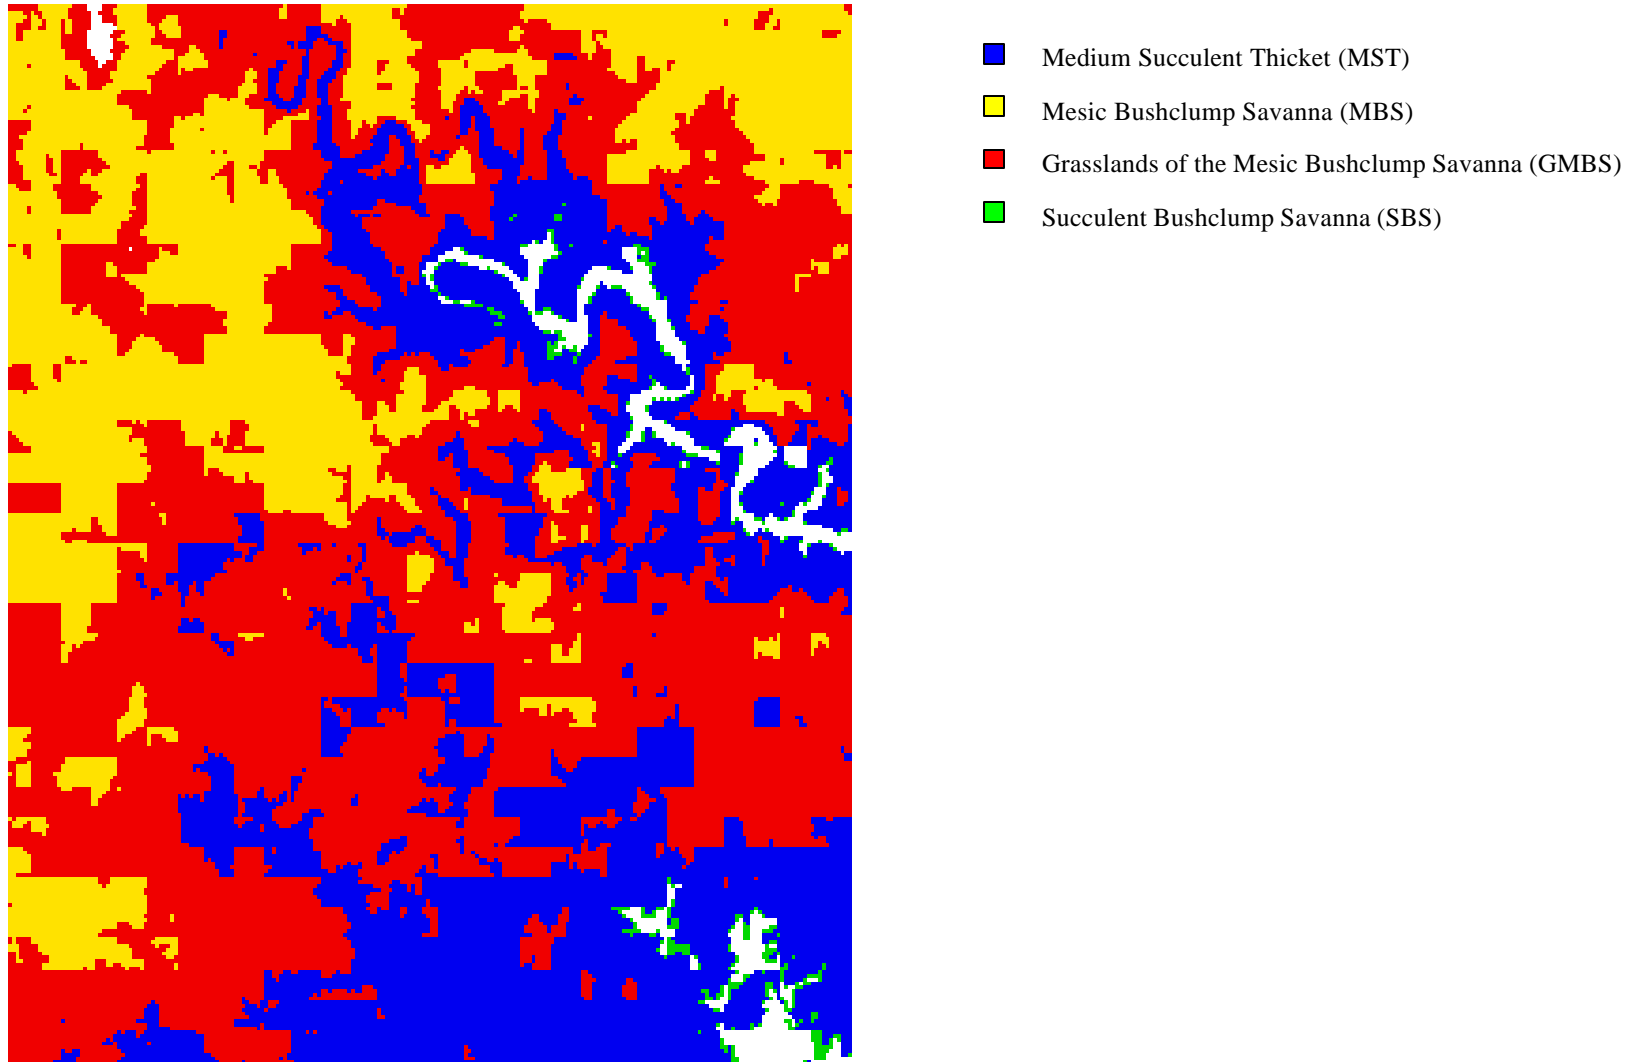 Medium Succulent Thicket (MST)
Mesic Bushclump Savanna (MBS)
Grasslands of the Mesic Bushclump Savanna (GMBS)
Succulent Bushclump Savanna (SBS)